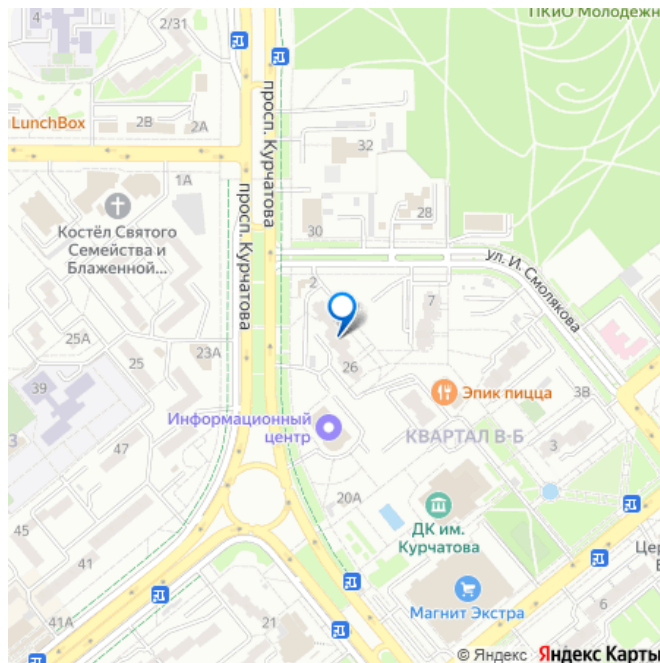 4
ПКиО Молодежн
LunchBox
2В
2А
2/31
просп. Курчатова
32
1А
просп. Курчатова
Костёл Святого
Семейства и
Блаженной...
28
30
ул. И. Смолякова
2
7
25А
25
23А
26
39
Эпик пицца
3В
Информационный
центр
КВАРТАЛ В-Б
3
3
47
20А
45
ДК им.
Курчатова
41
Цер
В
41А
Магнит Экстра
6
© Яндекс Яндекс Карты